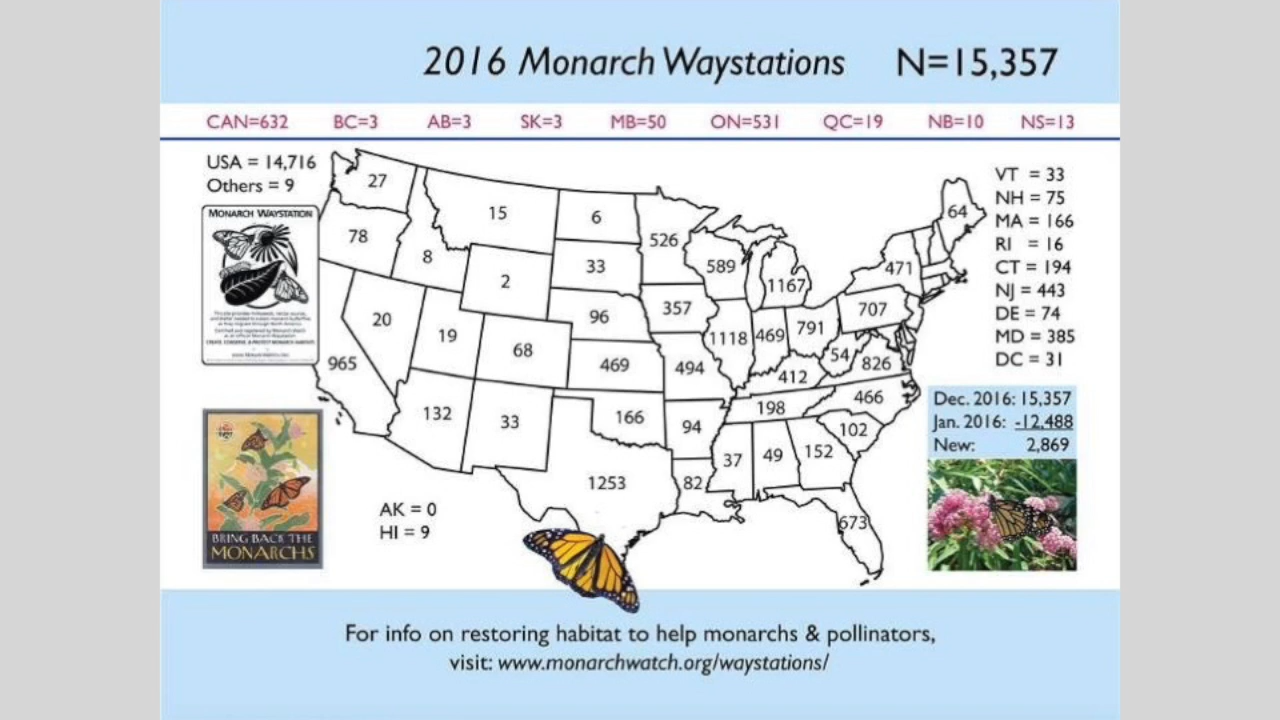 2016 Monarch Waystations N=15,357
CAN=632 BC=3 AB=3 SK=3 MB=50 ON=531 QC=19 NB=10 NS=13
USA = 14,716
Others = 9
MONARCH WAYSTATION
27
15
6
526
64
78
8
2
33
589
1167
471
20
19
68
96
357
1118
469
791
707
965
469
494
412
54
826
132
33
166
94
198
466
102
1253
82
37
49
152
673
VT = 33
NH = 75
MA = 166
RI = 16
CT = 194
NJ = 443
DE = 74
MD = 385
DC = 31
Dec. 2016: 15,357
Jan. 2016: -12,488
New: 2,869
BRING BACK THE
MONARCHS
AK = 0
HI = 9
For info on restoring habitat to help monarchs & pollinators,
visit: www.monarchwatch.org/waystations/